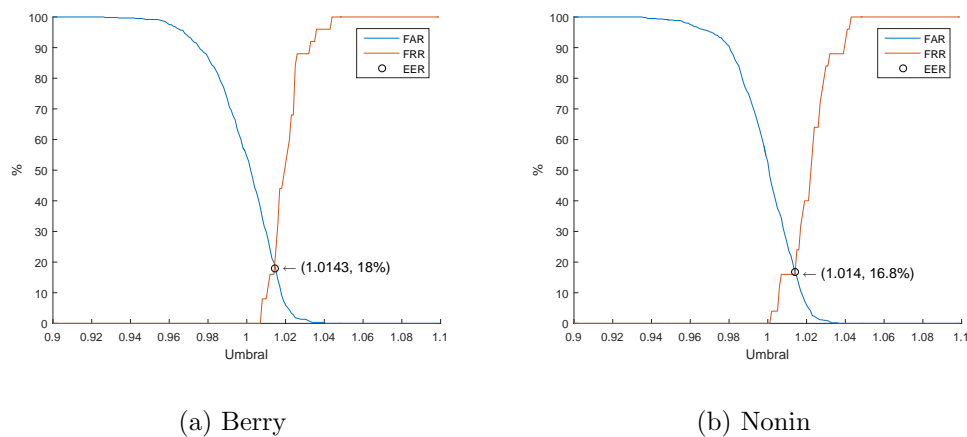 100
90
80
70
60
50
40
30
20
10
0
%
FAR
FRR
EER
← (1.0143, 18%)
0.9 0.92 0.94 0.96 0.98 1 1.02 1.04 1.06 1.08 1.1
Umbral
(a) Berry
100
90
80
70
60
50
40
30
20
10
0
%
FAR
FRR
EER
← (1.014, 16.8%)
0.9 0.92 0.94 0.96 0.98 1 1.02 1.04 1.06 1.08 1.1
Umbral
(b) Nonin